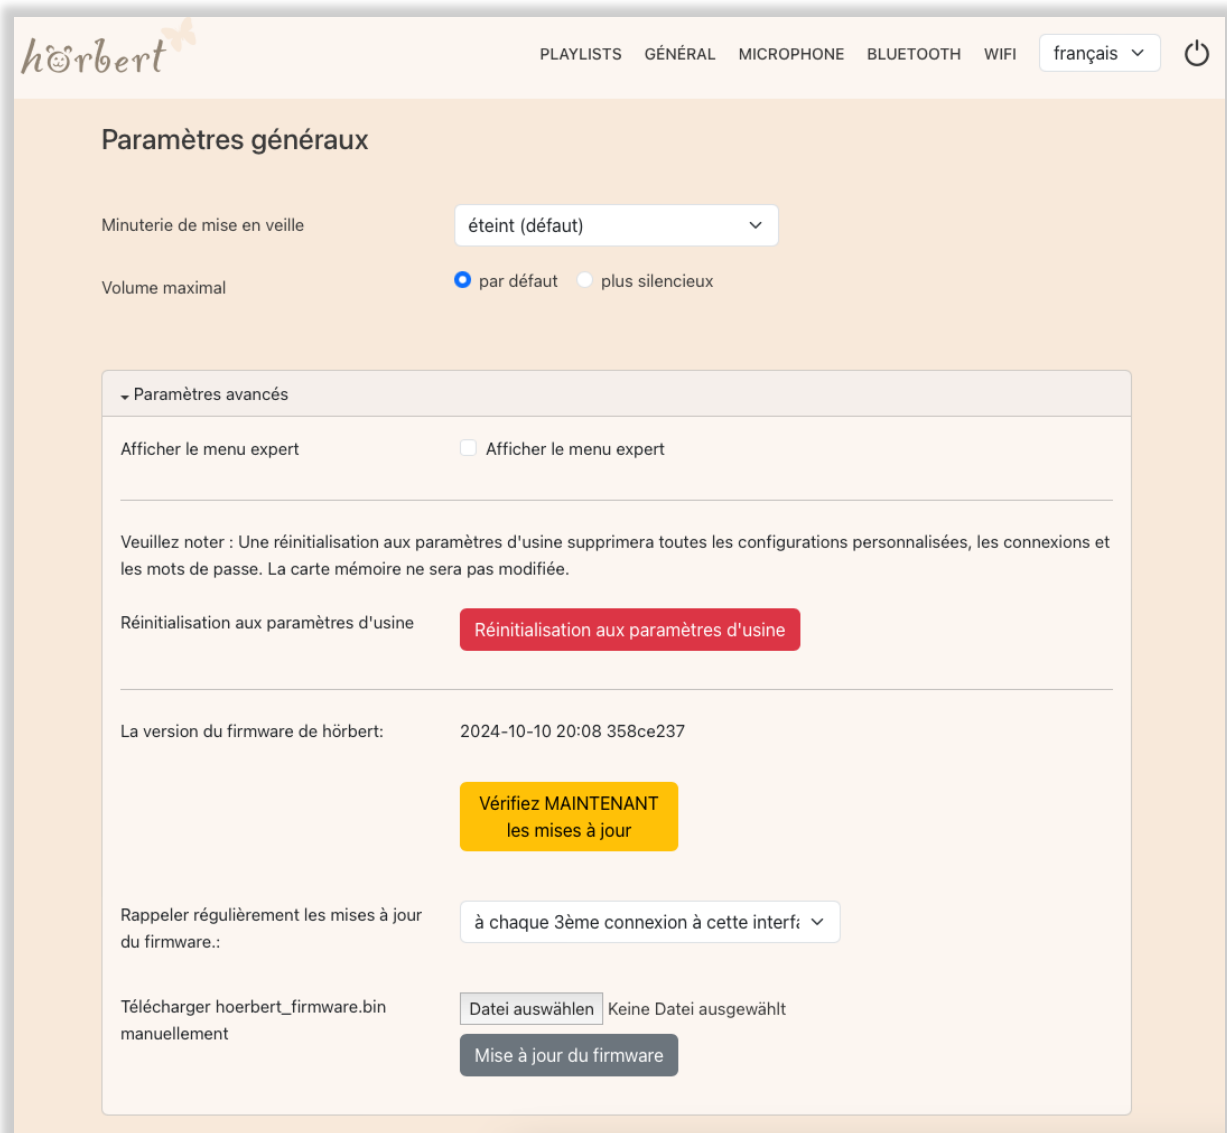 hörbert
PLAYLISTS GÉNÉRAL MICROPHONE BLUETOOTH WIFI français
Paramètres généraux
Minuterie de mise en veille éteint (défaut)
Volume maximal par défaut plus silencieux
Paramètres avancés
Afficher le menu expert Afficher le menu expert
Veuillez noter : Une réinitialisation aux paramètres d'usine supprimera toutes les configurations personnalisées, les connexions et
les mots de passe. La carte mémoire ne sera pas modifiée.
Réinitialisation aux paramètres d'usine Réinitialisation aux paramètres d'usine
La version du firmware de hörbert: 2024-10-10 20:08 358ce237
Vérifiez MAINTENANT
les mises à jour
Rappeler régulièrement les mises à jour
du firmware.:
à chaque 3ème connexion à cette interfa
Télécharger hoerbert_firmware.bin
manuellement
Datei auswählen Keine Datei ausgewählt
Mise à jour du firmware